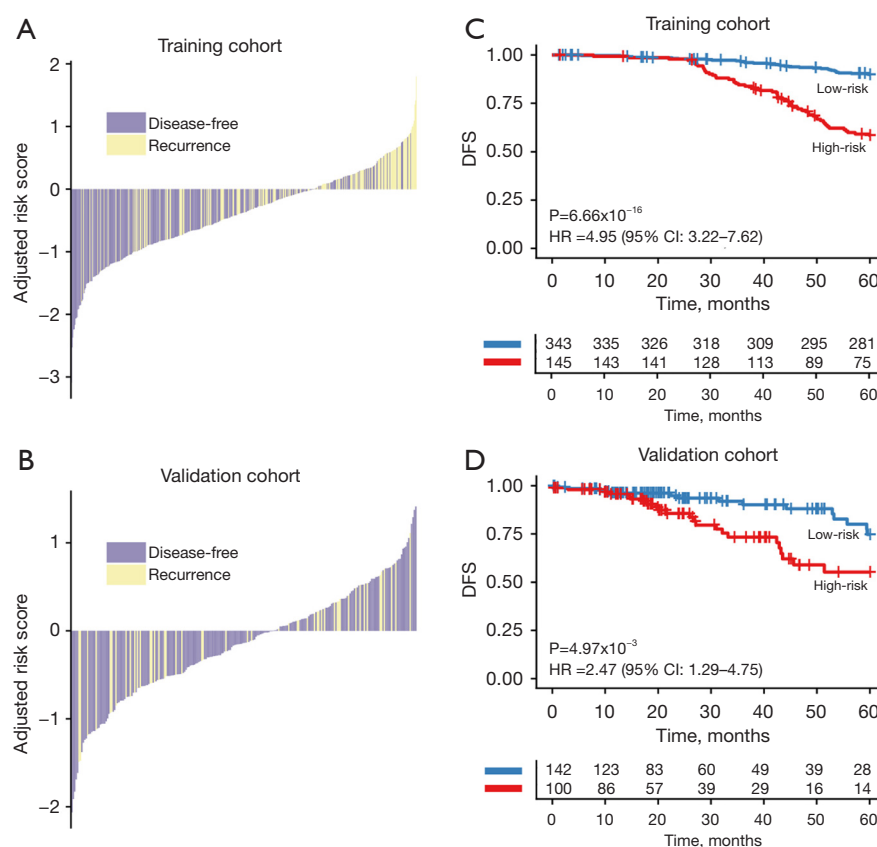 A
Training cohort
2
1
0
−1
−2
−3
Adjusted risk score
Disease-free
Recurrence
B
Validation cohort
1
0
−1
−2
Adjusted risk score
Disease-free
Recurrence
C
Training cohort
1.00
0.75
0.50
0.25
0.00
DFS
Low-risk
High-risk
P=6.66x10⁻¹⁶
HR =4.95 (95% CI: 3.22–7.62)
0 10 20 30 40 50 60
Time, months
343 335 326 318 309 295 281
145 143 141 128 113 89 75
0 10 20 30 40 50 60
Time, months
D
Validation cohort
1.00
0.75
0.50
0.25
0.00
DFS
Low-risk
High-risk
P=4.97x10⁻³
HR =2.47 (95% CI: 1.29–4.75)
0 10 20 30 40 50 60
Time, months
142 123 83 60 49 39 28
100 86 57 39 29 16 14
0 10 20 30 40 50 60
Time, months